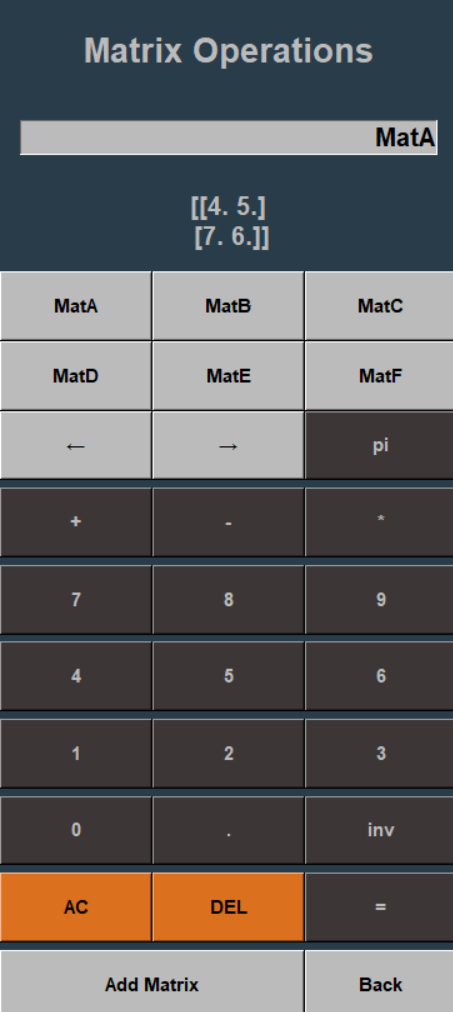 Matrix Operations
MatA
[[4. 5.]
[7. 6.]]
MatA MatB MatC
MatD MatE MatF
← → pi
+ - *
7 8 9
4 5 6
1 2 3
0 . inv
AC DEL =
Add Matrix Back